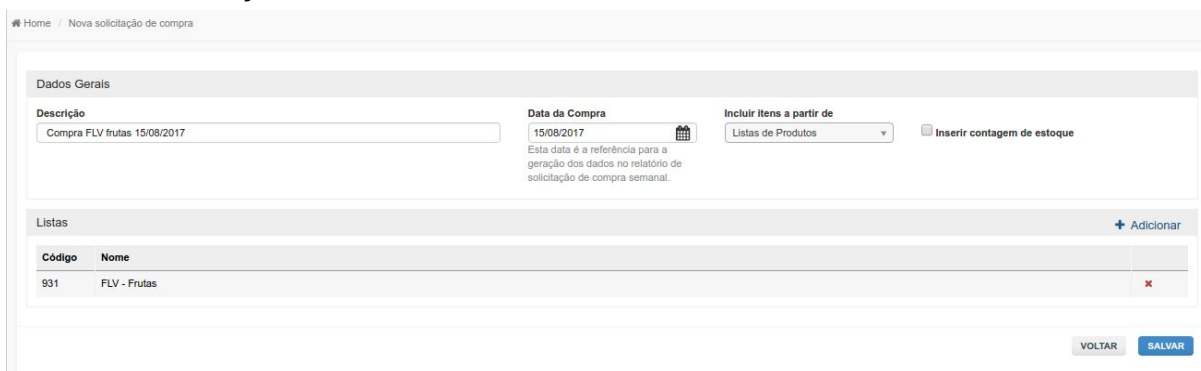 Home / Nova solicitação de compra
Dados Gerais
Descrição
Compra FLV frutas 15/08/2017
Data da Compra
15/08/2017
Esta data é a referência para a
geração dos dados no relatório de
solicitação de compra semanal.
Incluir itens a partir de
Listas de Produtos
Inserir contagem de estoque
Listas
+ Adicionar
Código Nome
931 FLV - Frutas
VOLTAR SALVAR